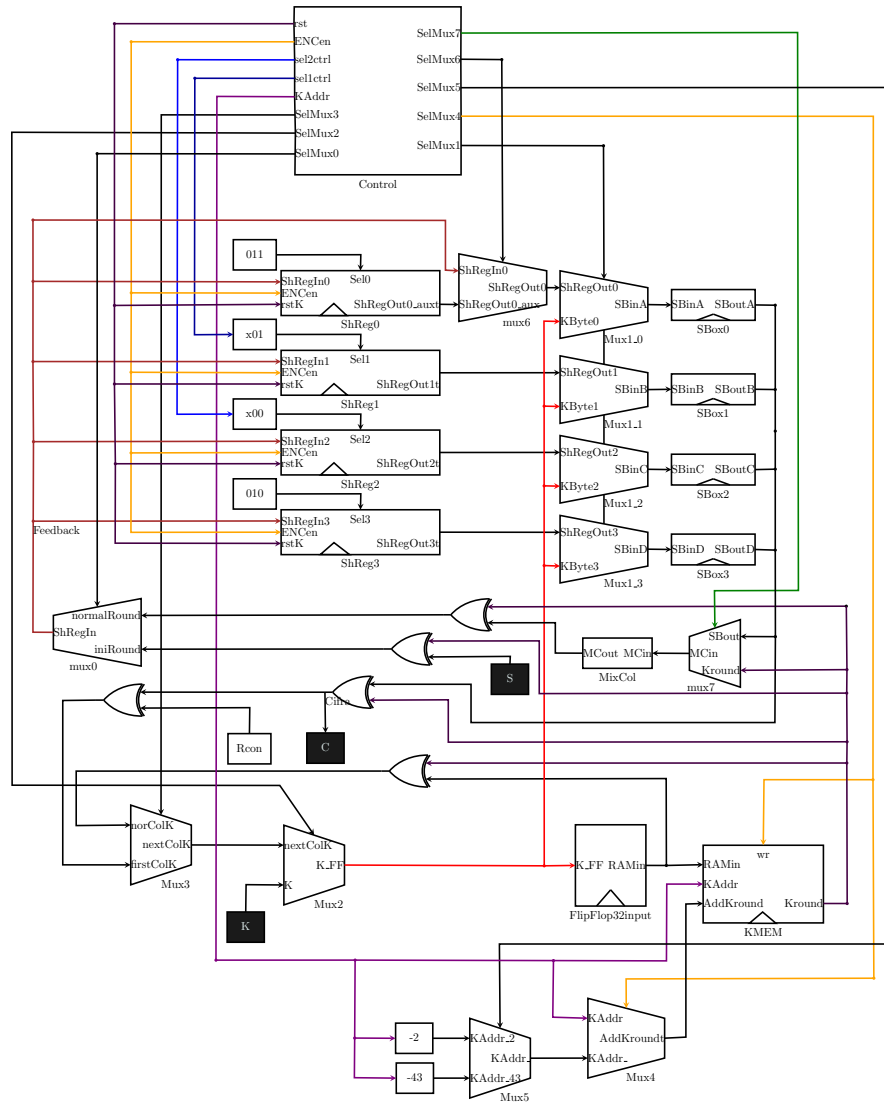 rst
ENCen
sel2ctrl
sel1ctrl
KAddr
SelMux3
SelMux2
SelMux0
SelMux7
SelMux6
SelMux5
SelMux4
SelMux1
Control
011
Sel0
ShRegIn0
ENCen
rstK
ShRegOut0_auxt
ShReg0
ShRegIn0
ShRegOut0
ShRegOut0_aux
mux6
ShRegOut0
SBinA
KByte0
Mux1_0
SBinA SBoutA
SBox0
x01
Sel1
ShRegIn1
ENCen
rstK
ShRegOut1t
ShReg1
ShRegOut1
SBinB
KByte1
Mux1_1
SBinB SBoutB
SBox1
x00
Sel2
ShRegIn2
ENCen
rstK
ShRegOut2t
ShReg2
ShRegOut2
SBinC
KByte2
Mux1_2
SBinC SBoutC
SBox2
010
Sel3
ShRegIn3
ENCen
rstK
ShRegOut3t
ShReg3
ShRegOut3
SBinD
KByte3
Mux1_3
SBinD SBoutD
SBox3
Feedback
normalRound
ShRegIn
iniRound
mux0
S
MCout MCin
MixCol
SBout
MCin
Kround
mux7
Cifra
Rcon
C
norColK
nextColK
firstColK
Mux3
nextColK
K_FF
K
Mux2
K
K_FF RAMin
FlipFlop32input
wr
RAMin
KAddr
AddKround
Kround
KMEM
-2
-43
KAddr_2
KAddr_
KAddr_43
Mux5
KAddr
AddKroundt
KAddr_
Mux4